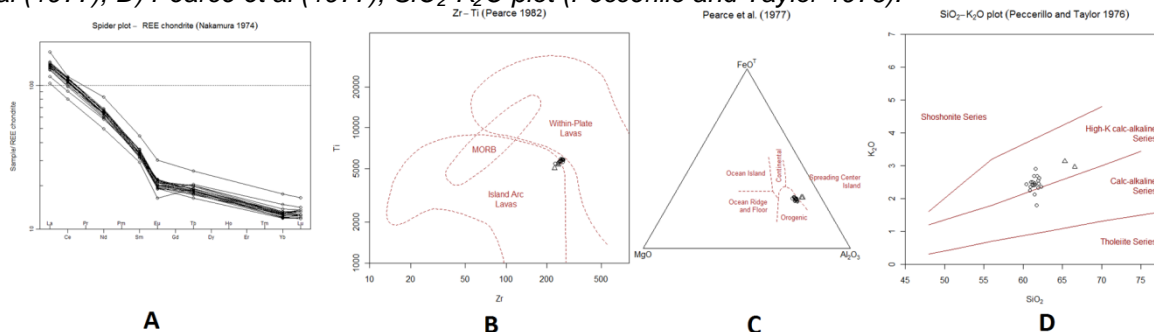 al (1977); D) Pearce et al (1977), SiO2-K2O plot (Peccerillo and Taylor 1976).
Spider plot – REE chondrite (Nakamura 1974)
Sample/ REE chondrite
100
10
La
Ce
Pr
Nd
Pm
Sm
Eu
Gd
Tb
Dy
Ho
Er
Tm
Yb
Lu
A
Zr–Ti (Pearce 1982)
Ti
20000
10000
5000
2000
1000
Within-Plate
Lavas
MORB
Island Arc
Lavas
10
20
50
100
200
500
Zr
B
Pearce et al. (1977)
FeOT
Ocean Island
Continental
Spreading Center
Island
Ocean Ridge
and Floor
Orogenic
MgO
Al2O3
C
SiO2–K2O plot (Peccerillo and Taylor 1976)
K2O
7
6
5
4
3
2
1
0
Shoshonite Series
High-K calc-alkaline
Series
Calc-alkaline
Series
Tholeiite Series
45
50
55
60
65
70
75
SiO2
D